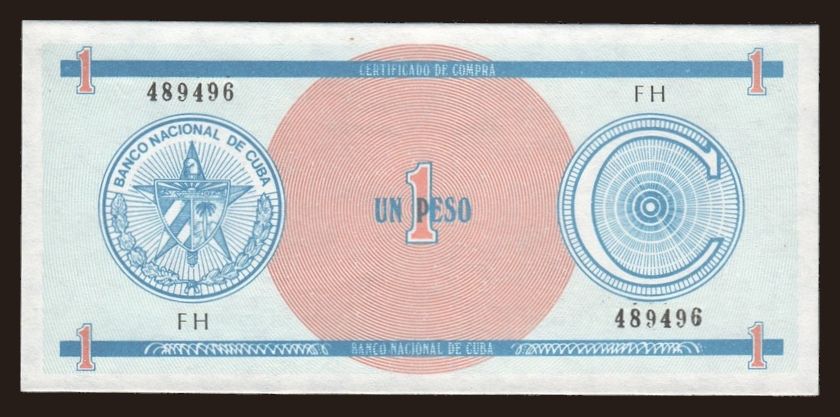 1 CERTIFICADO DE COMPRA 1
489496 FH
BANCO NACIONAL DE CUBA
C
UN PESO
1
FH 489496
1 BANCO NACIONAL DE CUBA 1